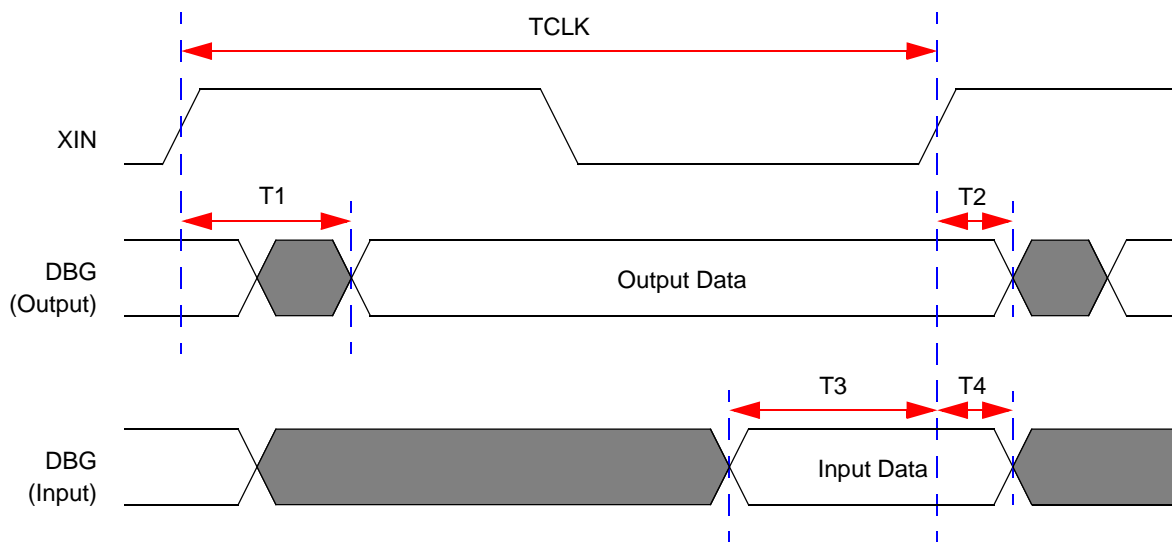 TCLK
XIN
T1
T2
DBG
(Output)
Output Data
T3
T4
DBG
(Input)
Input Data